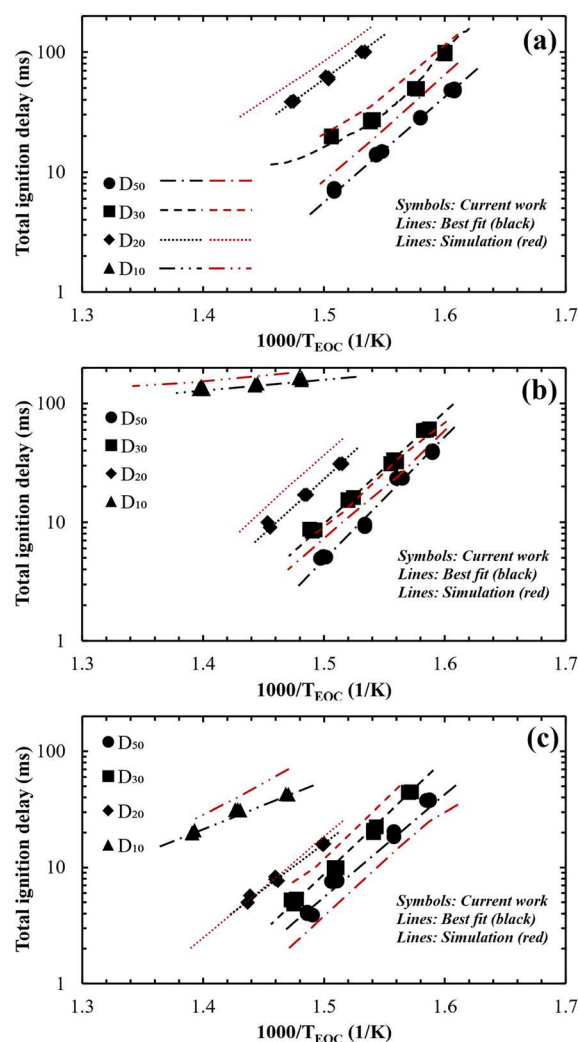 (a)
Total ignition delay (ms)
100
10
1
D50
D30
D20
D10
Symbols: Current work
Lines: Best fit (black)
Lines: Simulation (red)
1.3 1.4 1.5 1.6 1.7
1000/TEOC (1/K)
(b)
Total ignition delay (ms)
100
10
1
D50
D30
D20
D10
Symbols: Current work
Lines: Best fit (black)
Lines: Simulation (red)
1.3 1.4 1.5 1.6 1.7
1000/TEOC (1/K)
(c)
Total ignition delay (ms)
100
10
1
D50
D30
D20
D10
Symbols: Current work
Lines: Best fit (black)
Lines: Simulation (red)
1.3 1.4 1.5 1.6 1.7
1000/TEOC (1/K)